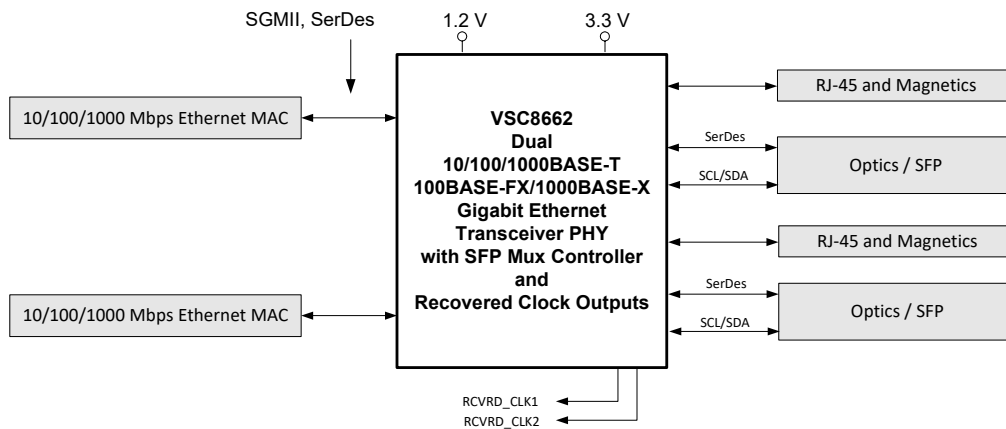 SGMII, SerDes
1.2 V
3.3 V
10/100/1000 Mbps Ethernet MAC
10/100/1000 Mbps Ethernet MAC
VSC8662
Dual
10/100/1000BASE-T
100BASE-FX/1000BASE-X
Gigabit Ethernet
Transceiver PHY
with SFP Mux Controller
and
Recovered Clock Outputs
RJ-45 and Magnetics
SerDes
SCL/SDA
Optics / SFP
RJ-45 and Magnetics
SerDes
SCL/SDA
Optics / SFP
RCVRD_CLK1
RCVRD_CLK2